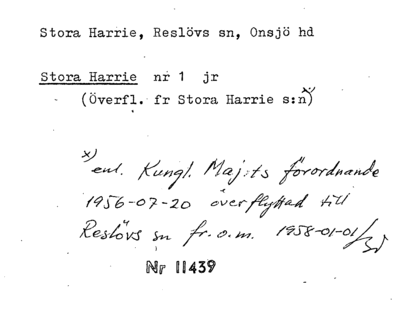 Stora Harrie, Reslövs sn, Onsjö hd
Stora Harrie nr 1 jr
(Överfl. fr Stora Harrie s:n x))
x) enl. Kungl. Maj:ts förordnande
1956-07-20 överflyttad till
Reslövs sn fr.o.m. 1958-01-01/
Nr 11439